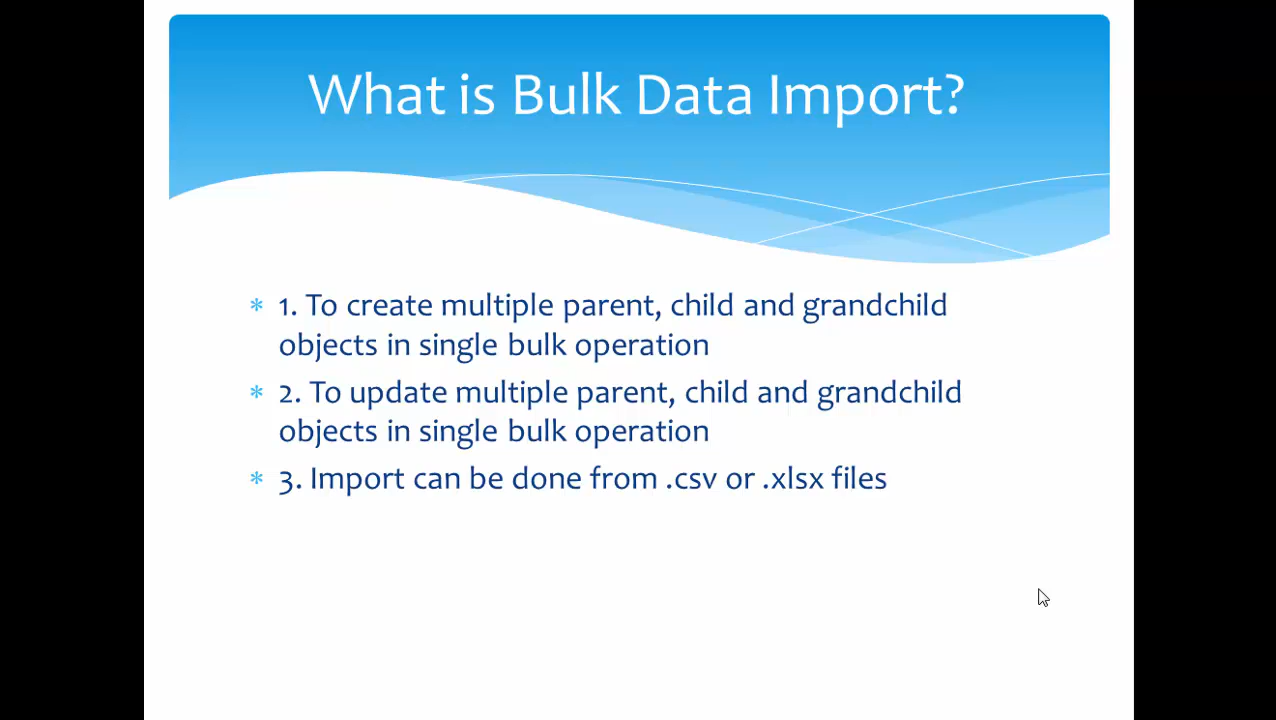 What is Bulk Data Import?
* 1. To create multiple parent, child and grandchild
objects in single bulk operation
* 2. To update multiple parent, child and grandchild
objects in single bulk operation
* 3. Import can be done from .csv or .xlsx files